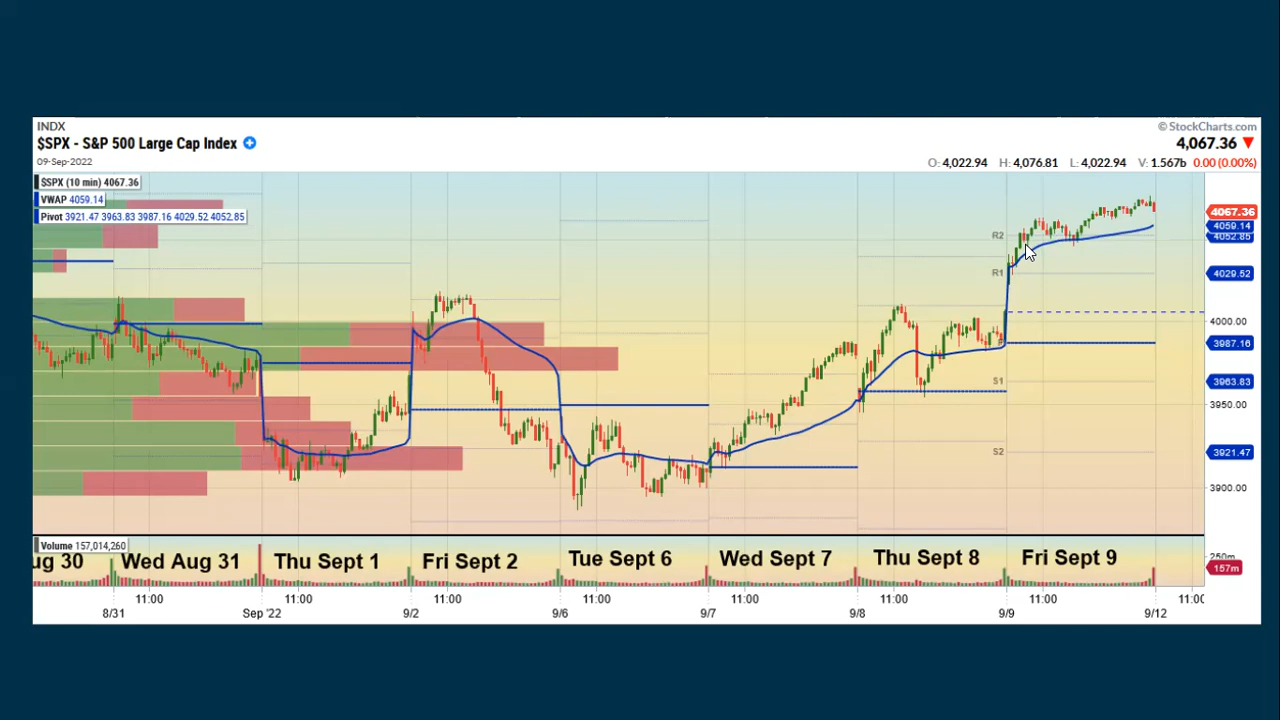 INDX
© StockCharts.com
$SPX - S&P 500 Large Cap Index
4,067.36
09-Sep-2022
O: 4,022.94 H: 4,076.81 L: 4,022.94 V: 1.567b 0.00 (0.00%)
$SPX (10 min) 4067.36
VWAP 4059.14
Pivot 3921.47 3963.83 3987.16 4029.52 4052.85
4067.36
4059.14
R2
4052.85
R1
4029.52
4000.00
P
3987.16
S1
3963.83
3950.00
S2
3921.47
3900.00
Volume 157,014,260
250m
157m
ug 30 Wed Aug 31 Thu Sept 1 Fri Sept 2 Tue Sept 6 Wed Sept 7 Thu Sept 8 Fri Sept 9
11:00 11:00 11:00 11:00 11:00 11:00 11:00 11:00
8/31 Sep '22 9/2 9/6 9/7 9/8 9/9 9/12